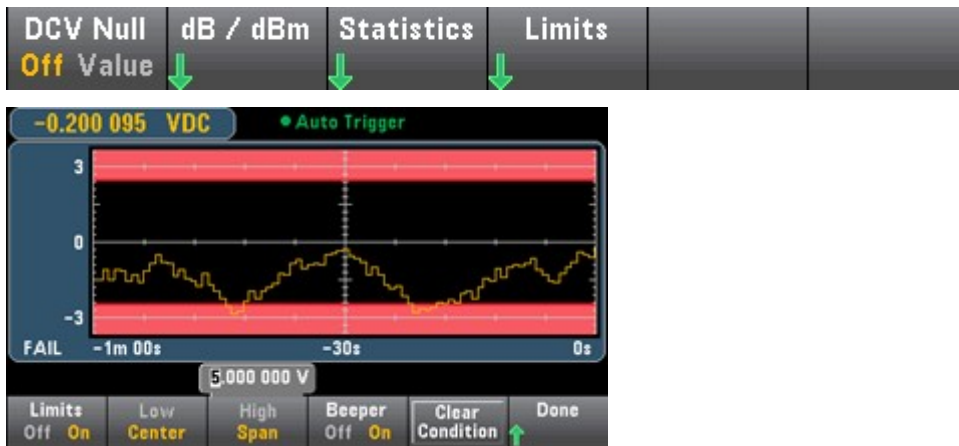 DCV Null dB / dBm Statistics Limits
Off Value
-0.200 095 VDC Auto Trigger
3
0
-3
FAIL -1m 00s -30s 0s
5.000 000 V
Limits Low High Beeper Clear Done
Off On Center Span Off On Condition